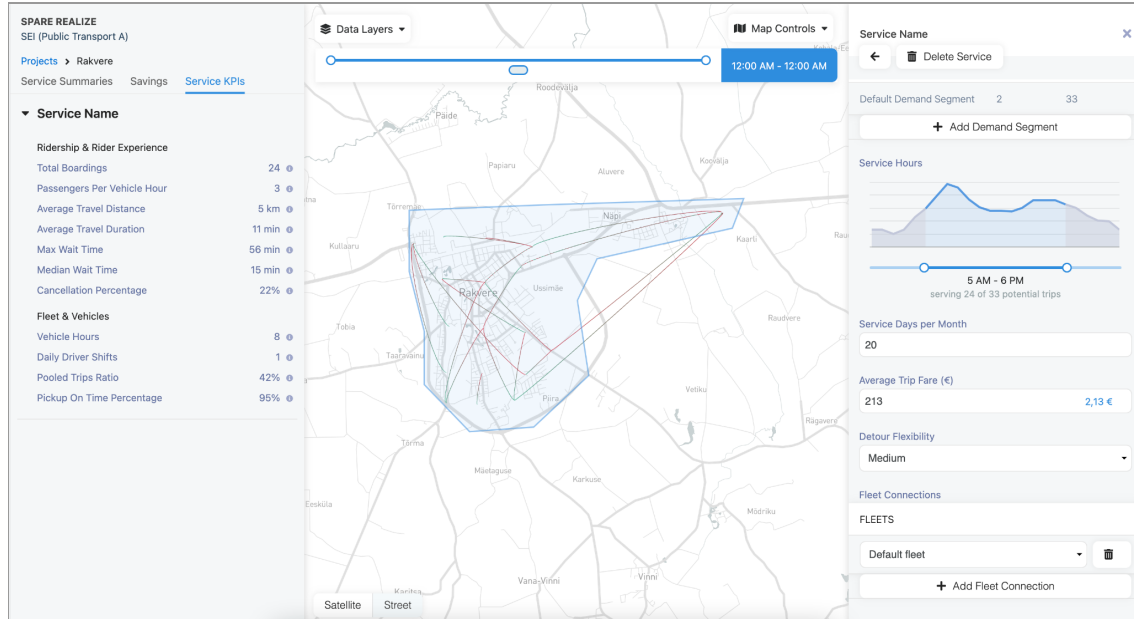 SPARE REALIZE
SEI (Public Transport A)
Projects > Rakvere
Service Summaries Savings Service KPIs
Service Name
Ridership & Rider Experience
Total Boardings 24
Passengers Per Vehicle Hour 3
Average Travel Distance 5 km
Average Travel Duration 11 min
Max Wait Time 56 min
Median Wait Time 15 min
Cancellation Percentage 22%
Fleet & Vehicles
Vehicle Hours 8
Daily Driver Shifts 1
Pooled Trips Ratio 42%
Pickup On Time Percentage 95%
Data Layers
Map Controls
12:00 AM - 12:00 AM
Roodevälja
Päide
Papiaru
Aluvere
Koovälja
Tõrremäe
Näpi
Kullaaru
Kaarli
Rakvere
Ussimäe
Tobia
Raudvere
Taaravainu
Vetiku
Piira
Rägavere
Tõrma
Mäetaguse
Karkuse
Eesküla
Mõdriku
Vana-Vinni
Vinni
Karitsa
Satellite Street
Service Name
Delete Service
Default Demand Segment 2 33
+ Add Demand Segment
Service Hours
5 AM - 6 PM
serving 24 of 33 potential trips
Service Days per Month
20
Average Trip Fare (€)
213 2,13 €
Detour Flexibility
Medium
Fleet Connections
FLEETS
Default fleet
+ Add Fleet Connection